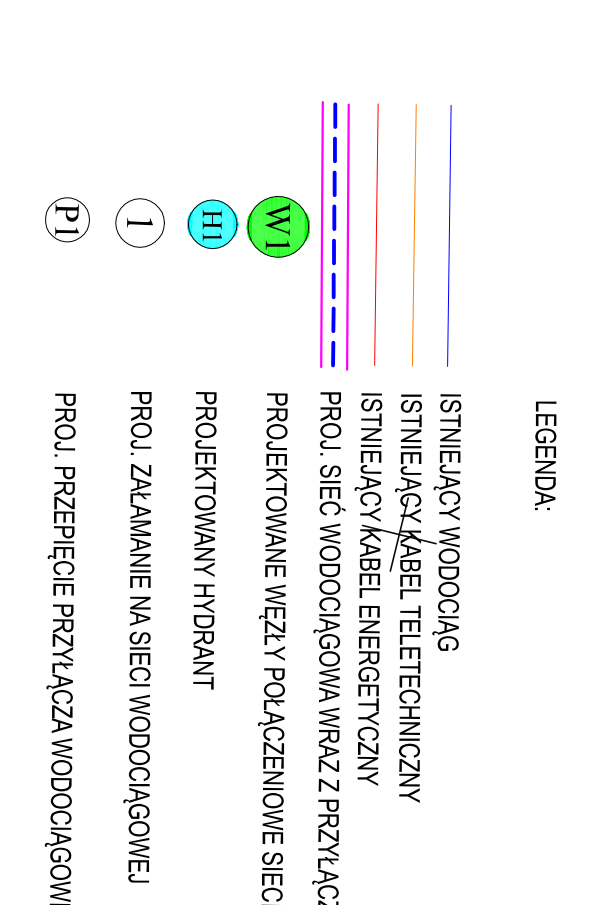 LEGENDA:
ISTNIEJĄCY WODOCIĄG
ISTNIEJĄCY KABEL TELETECHNICZNY
ISTNIEJĄCY KABEL ENERGETYCZNY
PROJ. SIEĆ WODOCIĄGOWA WRAZ Z PRZYŁĄCZ
W1 PROJEKTOWANE WĘZŁY POŁĄCZENIOWE SIECI
H1 PROJEKTOWANY HYDRANT
1 PROJ. ZAŁAMANIE NA SIECI WODOCIĄGOWEJ
P1 PROJ. PRZEPIĘCIE PRZYŁĄCZA WODOCIĄGOWE